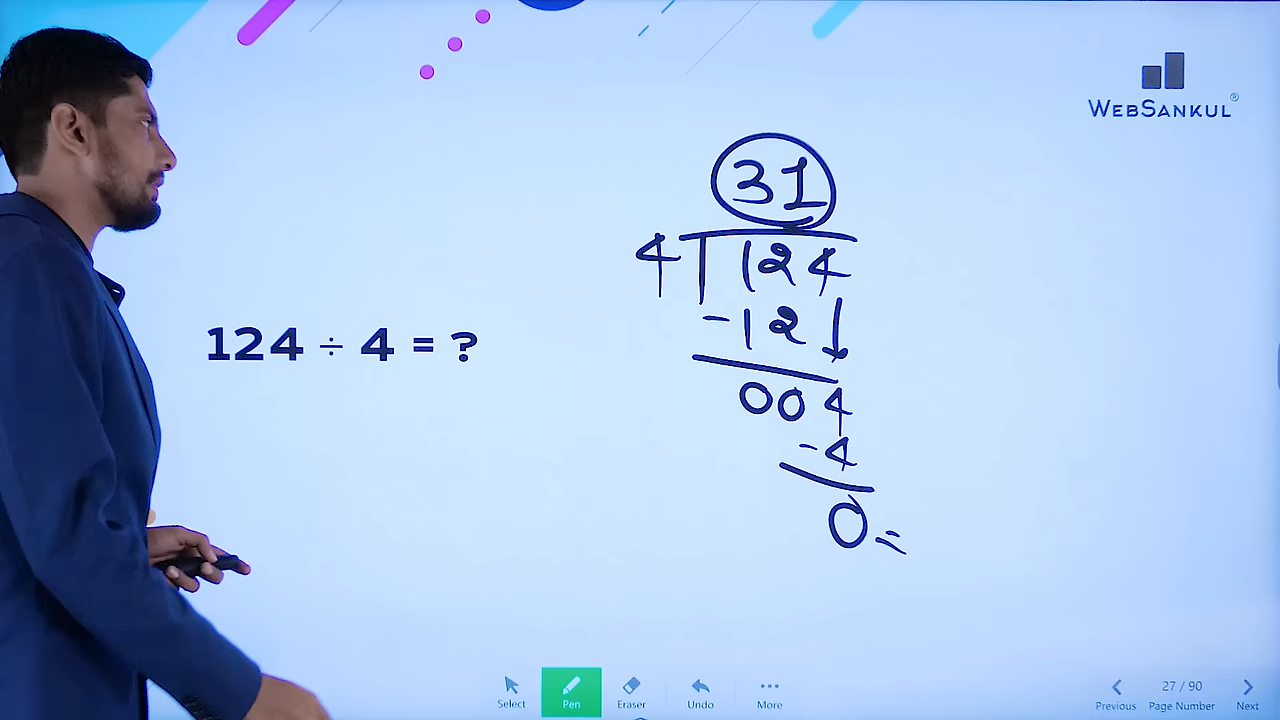 WEBSANKUL®
31
4 124
-12
004
-4
0=
124 ÷ 4 = ?
Select Pen Eraser Undo More
27 / 90
Previous Page Number Next